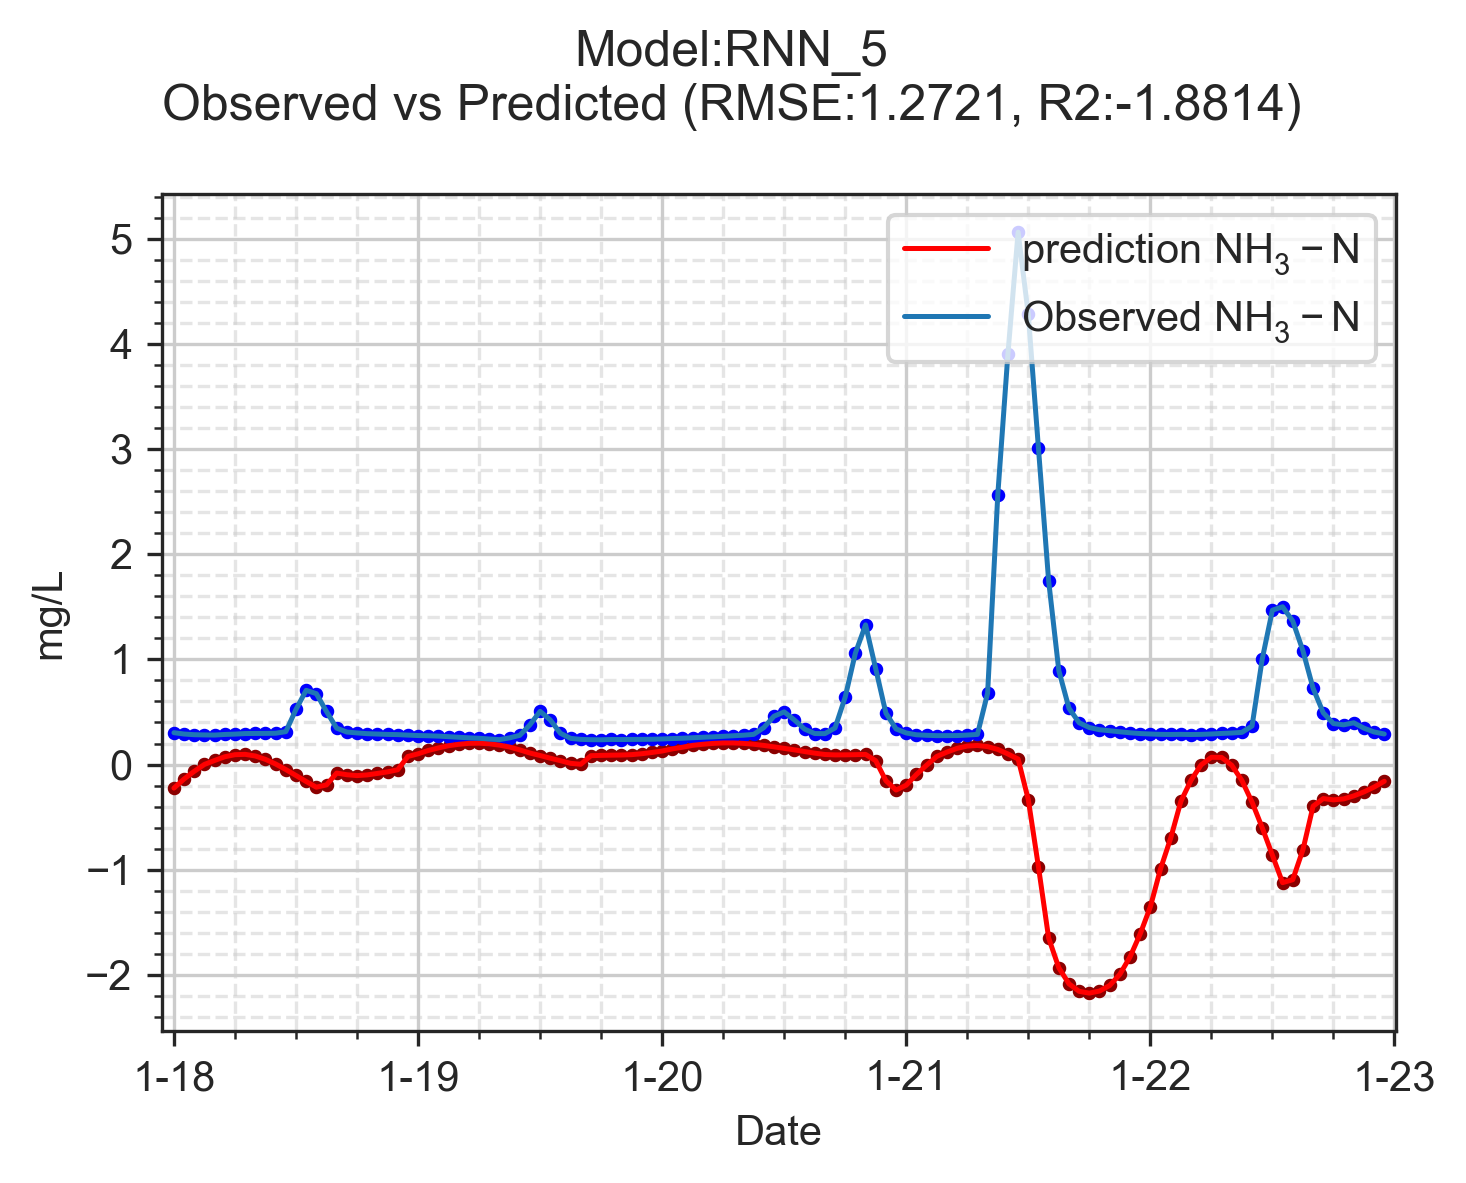 Model:RNN_5
Observed vs Predicted (RMSE:1.2721, R2:-1.8814)
prediction NH₃ − N
Observed NH₃ − N
5
4
3
2
1
0
−1
−2
mg/L
1-18 1-19 1-20 1-21 1-22 1-23
Date